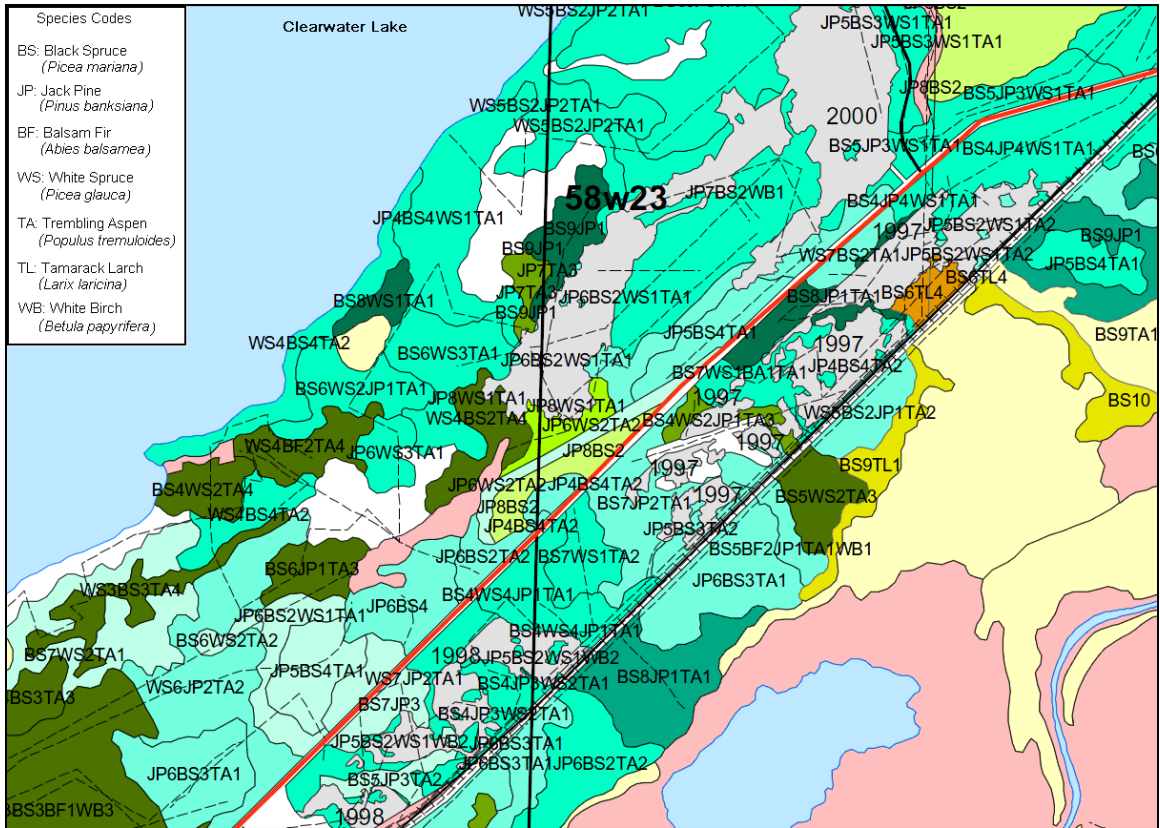 Species Codes
BS: Black Spruce
(Picea mariana)
JP: Jack Pine
(Pinus banksiana)
BF: Balsam Fir
(Abies balsamea)
WS: White Spruce
(Picea glauca)
TA: Trembling Aspen
(Populus tremuloides)
TL: Tamarack Larch
(Larix laricina)
WB: White Birch
(Betula papyrifera)
Clearwater Lake
WS5BS2JP2TA1
JP5BS3WS1TA1
JP5BS3WS1TA1
JP8BS2
BS5JP3WS1TA1
WS5BS2JP2TA1
WS5BS2JP2TA1
2000
BS5JP3WS1TA1
BS4JP4WS1TA1
58w23
JP7BS2WB1
BS4JP4WS1TA1
JP4BS4WS1TA1
BS9JP1
BS9JP1
1997
JP5BS2WS1TA2
JP5BS2WS1TA2
BS9JP1
JP5BS4TA1
WS7BS2TA1
JP7TA3
JP7TA3
BS9JP1
BS6TL4
BS6TL4
BS8WS1TA1
JP6BS2WS1TA1
BS8JP1TA1
WS4BS4TA2
BS6WS3TA1
JP6BS2WS1TA1
JP5BS4TA1
1997
JP4BS4TA2
BS9TA1
BS7WS1BA1TA1
BS6WS2JP1TA1
JP8WS1TA1
JP8WS1TA1
1997
BS10
WS4BS2TA4
JP6WS2TA2
BS4WS2JP1TA3
WS5BS2JP1TA2
WS4BF2TA4
JP6WS3TA1
JP8BS2
1997
1997
BS9TL1
BS4WS2TA4
JP6WS2TA2
JP4BS4TA2
1997
BS5WS2TA3
WS4BS4TA2
JP8BS2
JP4BS4TA2
BS7JP2TA1
JP5BS3TA2
JP6BS2TA2
BS7WS1TA2
BS5BF2JP1TA1WB1
BS6JP1TA3
JP6BS3TA1
WS3BS3TA4
BS4WS4JP1TA1
JP6BS2WS1TA1
JP6BS4
BS6WS2TA2
BS4WS4JP1TA1
BS7WS2TA1
1998
JP5BS2WS1WB2
JP5BS4TA1
WS7JP2TA1
BS4JP3WS2TA1
BS8JP1TA1
WS6JP2TA2
BS3TA3
BS7JP3
BS4JP3WS2TA1
JP5BS2WS1WB2
JP6BS3TA1
JP6BS3TA1
JP6BS2TA2
JP6BS3TA1
BS5JP3TA2
BS3BF1WB3
1998